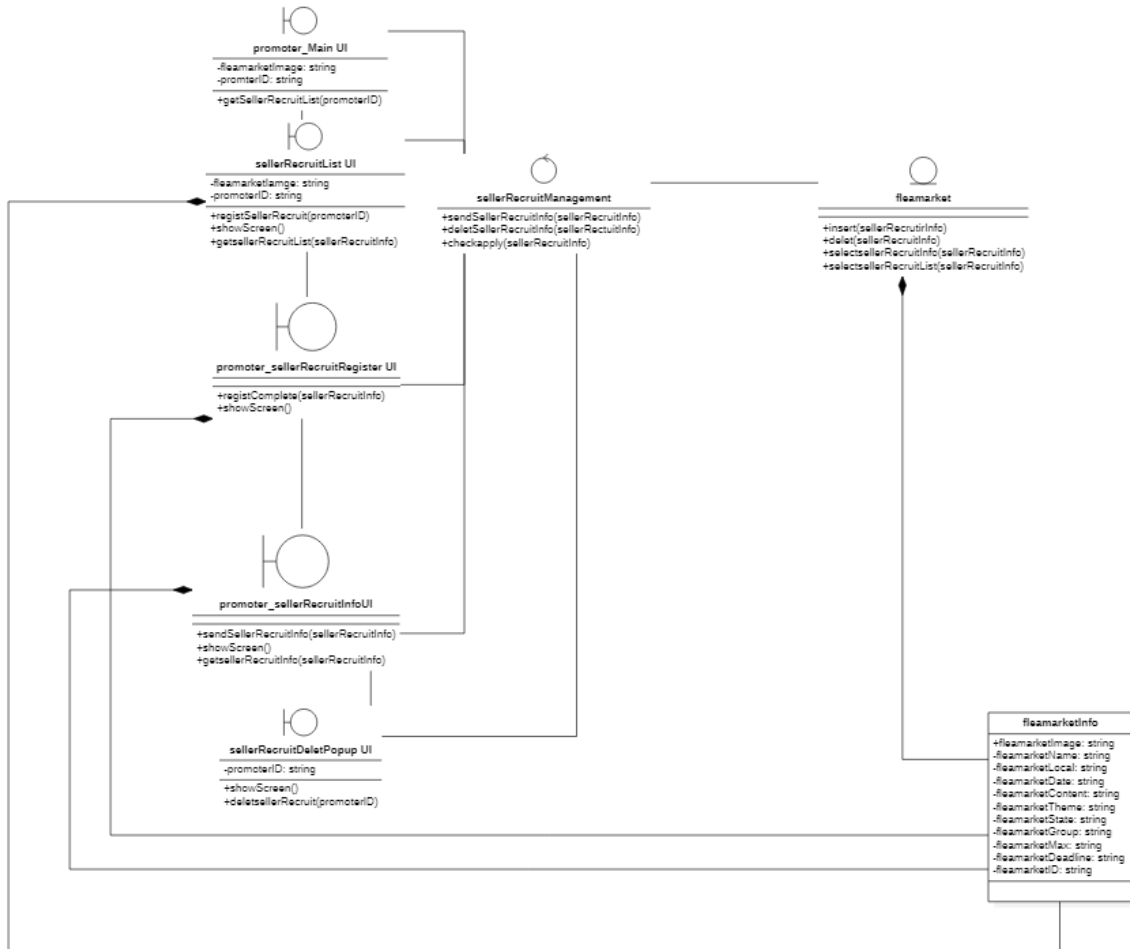 promoter_Main UI
-fleamarketImage: string
-promterID: string
+getSellerRecruitList(promoterID)
sellerRecruitList UI
-fleamarketIamge: string
-promoterID: string
+registSellerRecruit(promoterID)
+showScreen()
+getsellerRecruitList(sellerRecruitInfo)
sellerRecruitManagement
+sendSellerRecruitInfo(sellerRecruitInfo)
+deletSellerRecruitInfo(sellerRectuitInfo)
+checkapply(sellerRecruitInfo)
fleamarket
+insert(sellerRecrutirInfo)
+delet(sellerRecruitInfo)
+selectsellerRecruitInfo(sellerRecruitInfo)
+selectsellerRecruitList(sellerRecruitInfo)
promoter_sellerRecruitRegister UI
+registComplete(sellerRecruitInfo)
+showScreen()
promoter_sellerRecruitInfoUI
+sendSellerRecruitInfo(sellerRecruitInfo)
+showScreen()
+getsellerRecruitInfo(sellerRecruitInfo)
sellerRecruitDeletPopup UI
-promoterID: string
+showScreen()
+deletsellerRecruit(promoterID)
fleamarketInfo
+fleamarketImage: string
-fleamarketName: string
-fleamarketLocal: string
-fleamarketDate: string
-fleamarketContent: string
-fleamarketTheme: string
-fleamarketState: string
-fleamarketGroup: string
-fleamarketMax: string
-fleamarketDeadline: string
-fleamarketID: string